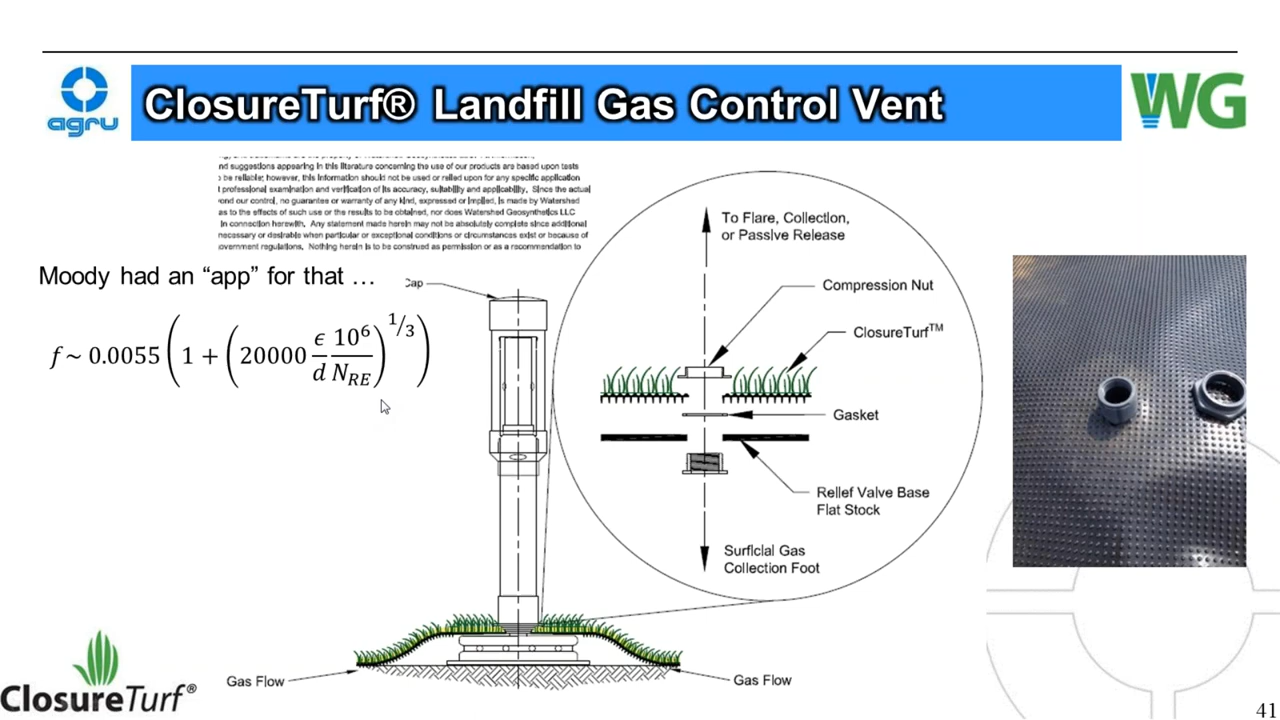 agru
ClosureTurf® Landfill Gas Control Vent
WG
nd suggestions appearing in this literature concerning the use of our products are based upon tests
be reliable; however, this information should not be used or relied upon for any specific application
t professional examination and verification of its accuracy, suitability and applicability. Since the actual
ond our control, no guarantee or warranty of any kind, expressed or implied, is made by Watershed
as to the effects of such use or the results to be obtained, nor does Watershed Geosynthetics LLC
in connection herewith. Any statement made herein may not be absolutely complete since additional
necessary or desirable when particular or exceptional conditions or circumstances exist or because of
overnment regulations. Nothing herein is to be construed as permission or as a recommendation to
Moody had an “app” for that …
f ~ 0.0055 (1 + (20000 ϵ/d 10⁶/N_RE)^1/3)
Cap
To Flare, Collection,
or Passive Release
Compression Nut
ClosureTurf™
Gasket
Relief Valve Base
Flat Stock
Surficial Gas
Collection Foot
Gas Flow
Gas Flow
ClosureTurf®
41